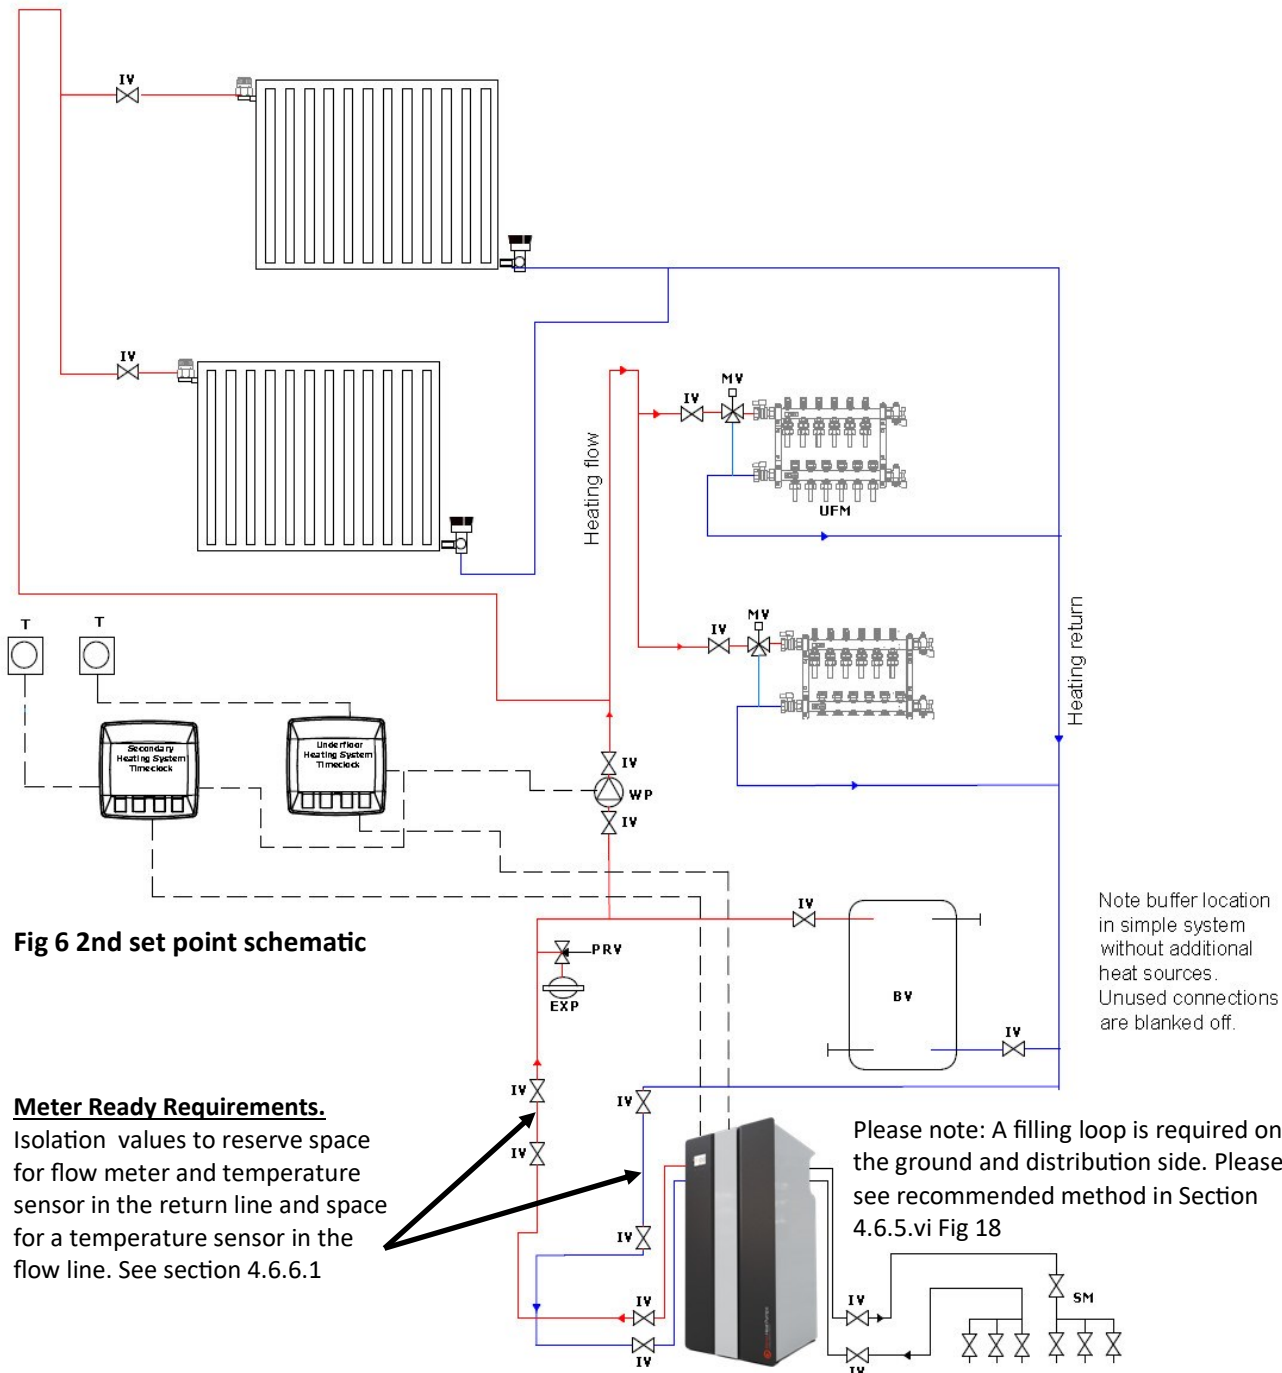 IV
IV
IV
MV
UFM
Heating flow
IV
MV
Heating return
T
T
Secondary
Heating System
Timeclock
Underfloor
Heating System
Timeclock
IV
WP
IV
Fig 6 2nd set point schematic
PRV
EXP
IV
BV
IV
Note buffer location
in simple system
without additional
heat sources.
Unused connections
are blanked off.
Meter Ready Requirements.
Isolation values to reserve space
for flow meter and temperature
sensor in the return line and space
for a temperature sensor in the
flow line. See section 4.6.6.1
IV
IV
IV
IV
IV
IV
Please note: A filling loop is required on
the ground and distribution side. Please
see recommended method in Section
4.6.5.vi Fig 18
IV
SM
IV